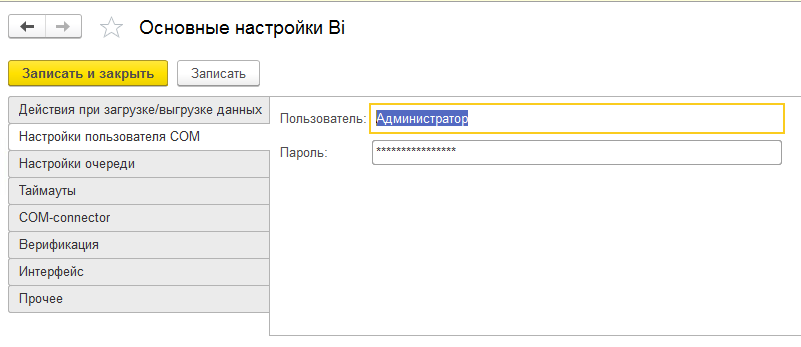 Основные настройки Bi
Записать и закрыть
Записать
Действия при загрузке/выгрузке данных
Настройки пользователя COM
Настройки очереди
Таймауты
COM-connector
Верификация
Интерфейс
Прочее
Пользователь: Администратор
Пароль: ****************